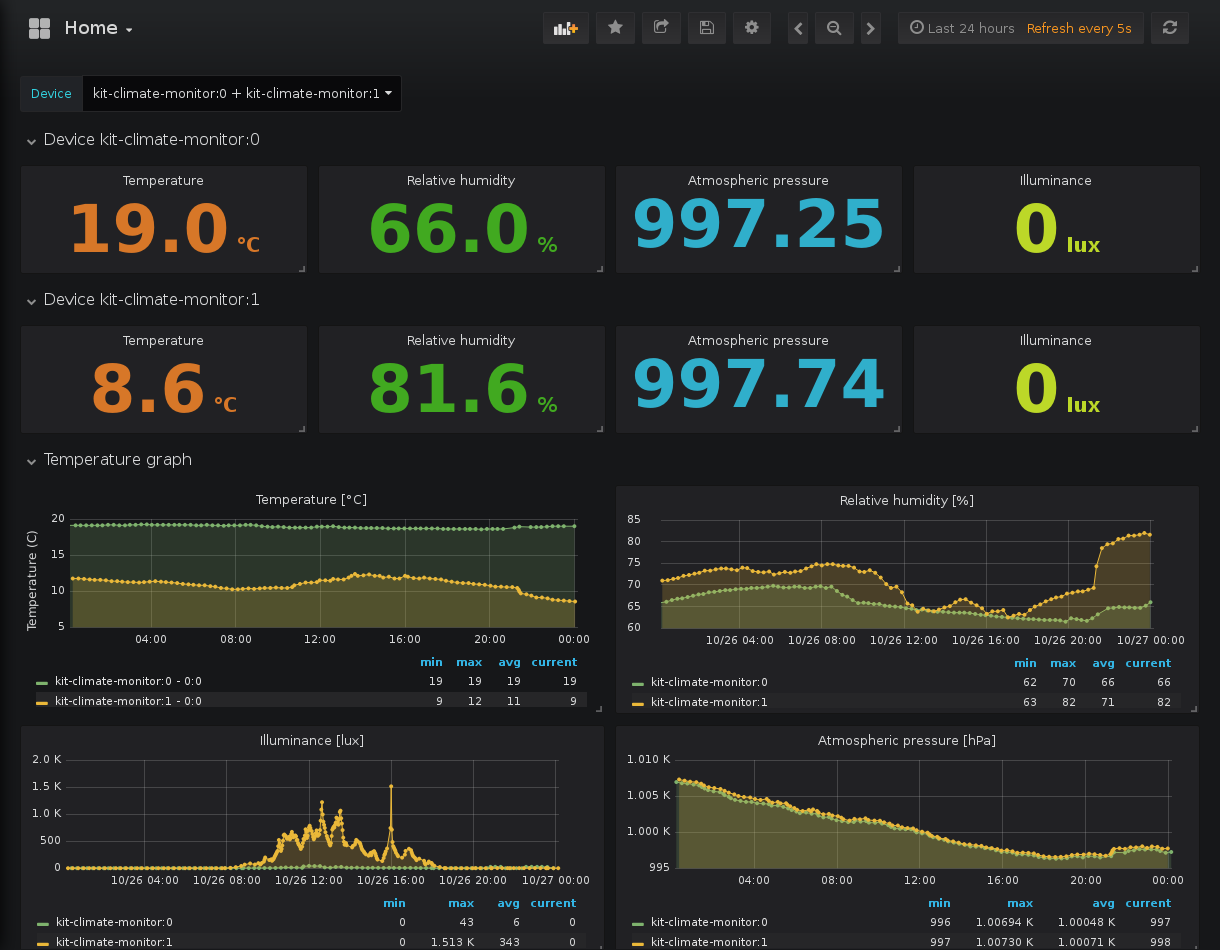 Home
Last 24 hours Refresh every 5s
Device kit-climate-monitor:0 + kit-climate-monitor:1
Device kit-climate-monitor:0
Temperature Relative humidity Atmospheric pressure Illuminance
19.0 °C 66.0 % 997.25 0 lux
Device kit-climate-monitor:1
Temperature Relative humidity Atmospheric pressure Illuminance
8.6 °C 81.6 % 997.74 0 lux
Temperature graph
Temperature [°C]
Temperature (C)
20
15
10
5
04:00 08:00 12:00 16:00 20:00 00:00
min max avg current
kit-climate-monitor:0 - 0:0 19 19 19 19
kit-climate-monitor:1 - 0:0 9 12 11 9
Relative humidity [%]
85
80
75
70
65
60
10/26 04:00 10/26 08:00 10/26 12:00 10/26 16:00 10/26 20:00 10/27 00:00
min max avg current
kit-climate-monitor:0 62 70 66 66
kit-climate-monitor:1 63 82 71 82
Illuminance [lux]
2.0 K
1.5 K
1.0 K
500
0
10/26 04:00 10/26 08:00 10/26 12:00 10/26 16:00 10/26 20:00 10/27 00:00
min max avg current
kit-climate-monitor:0 0 43 6 0
kit-climate-monitor:1 0 1.513 K 343 0
Atmospheric pressure [hPa]
1.010 K
1.005 K
1.000 K
995
04:00 08:00 12:00 16:00 20:00 00:00
min max avg current
kit-climate-monitor:0 996 1.00694 K 1.00048 K 997
kit-climate-monitor:1 997 1.00730 K 1.00071 K 998